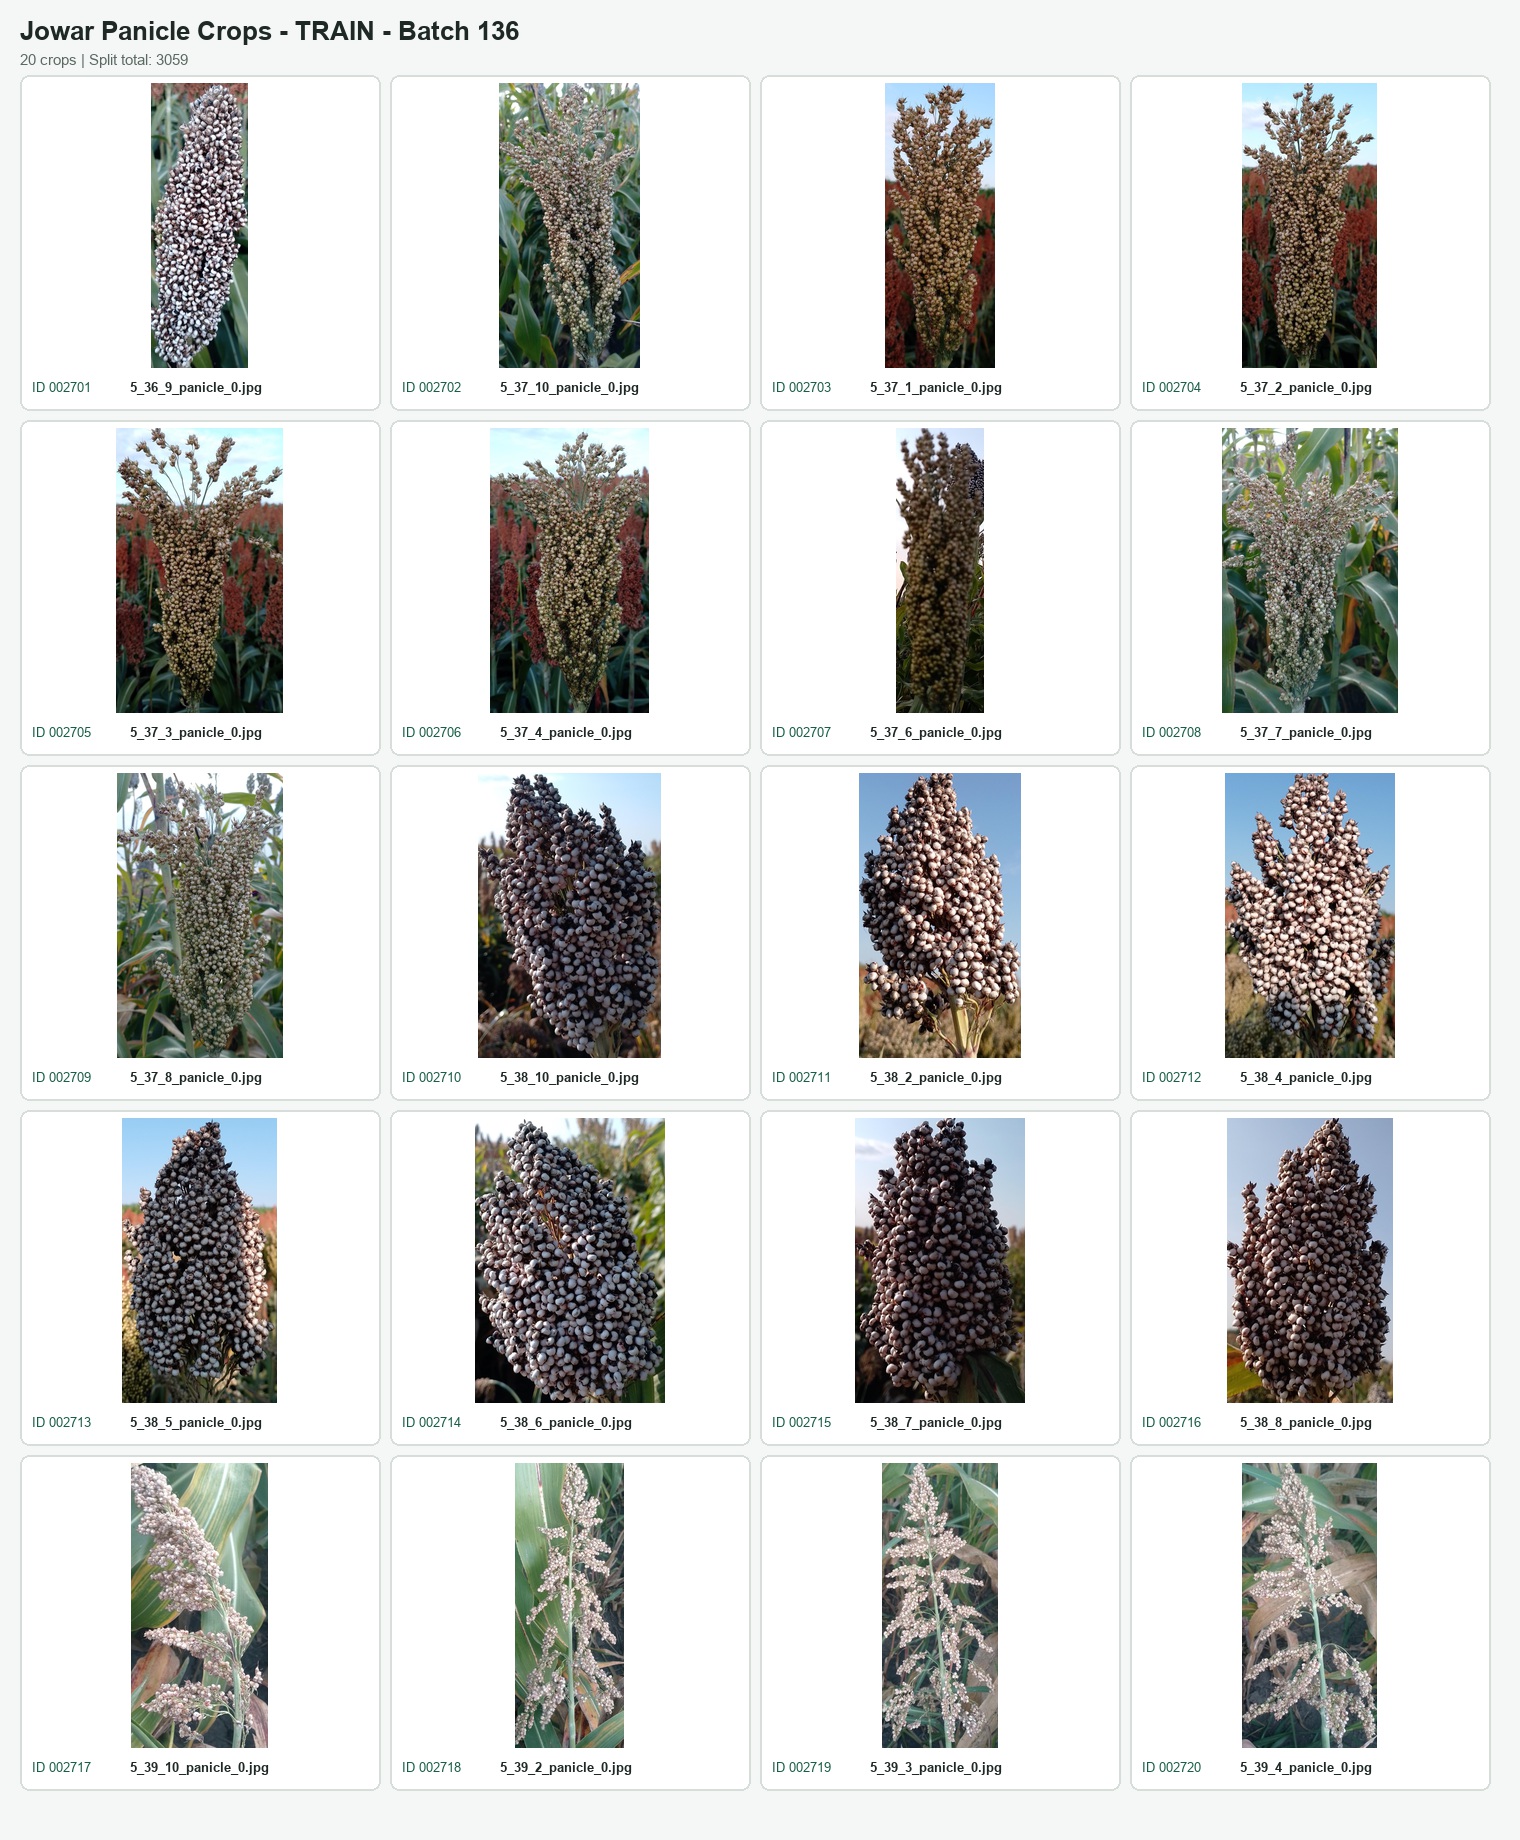 Jowar Panicle Crops - TRAIN - Batch 136
20 crops | Split total: 3059
ID 002701 5_36_9_panicle_0.jpg
ID 002702 5_37_10_panicle_0.jpg
ID 002703 5_37_1_panicle_0.jpg
ID 002704 5_37_2_panicle_0.jpg
ID 002705 5_37_3_panicle_0.jpg
ID 002706 5_37_4_panicle_0.jpg
ID 002707 5_37_6_panicle_0.jpg
ID 002708 5_37_7_panicle_0.jpg
ID 002709 5_37_8_panicle_0.jpg
ID 002710 5_38_10_panicle_0.jpg
ID 002711 5_38_2_panicle_0.jpg
ID 002712 5_38_4_panicle_0.jpg
ID 002713 5_38_5_panicle_0.jpg
ID 002714 5_38_6_panicle_0.jpg
ID 002715 5_38_7_panicle_0.jpg
ID 002716 5_38_8_panicle_0.jpg
ID 002717 5_39_10_panicle_0.jpg
ID 002718 5_39_2_panicle_0.jpg
ID 002719 5_39_3_panicle_0.jpg
ID 002720 5_39_4_panicle_0.jpg